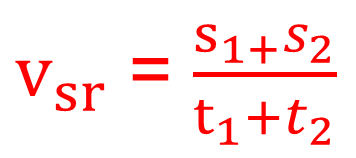 v_sr = (s_1+s_2)/(t_1+t_2)